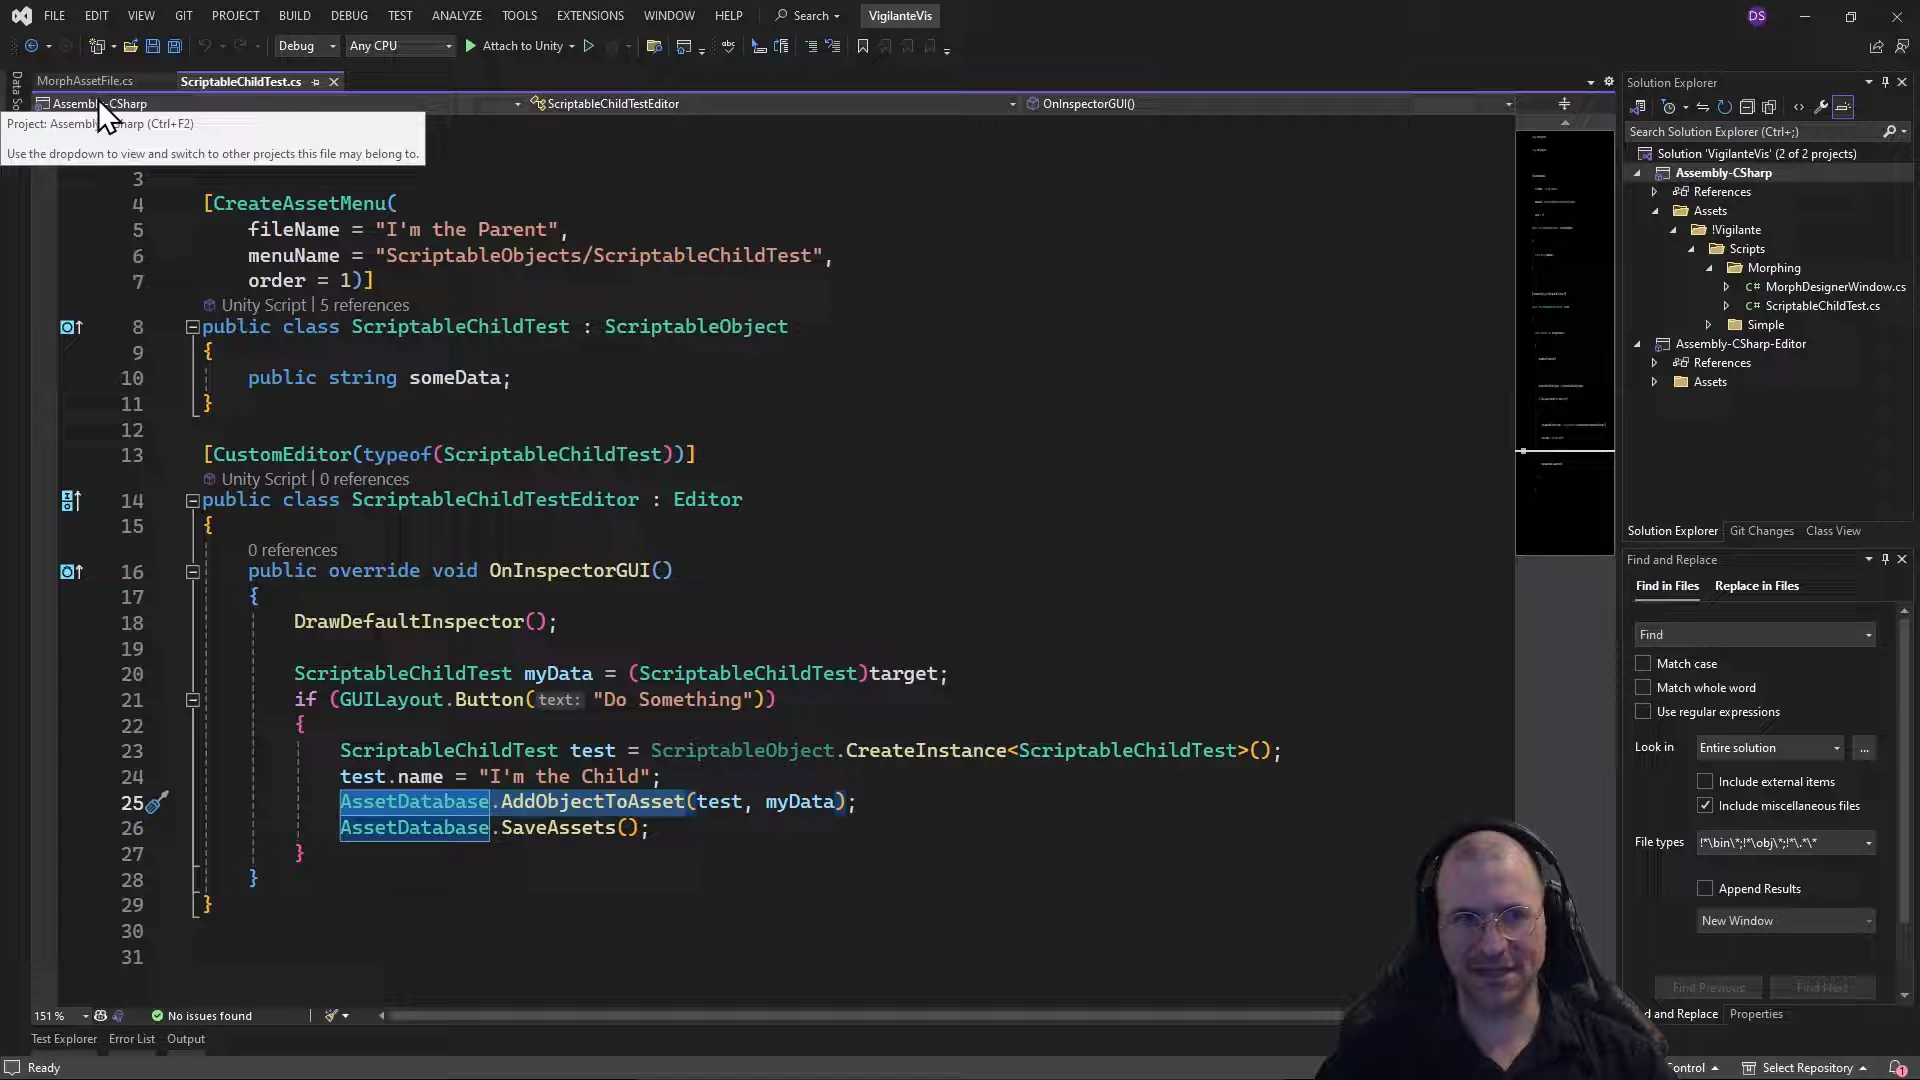 FILE EDIT VIEW GIT PROJECT BUILD DEBUG TEST ANALYZE TOOLS EXTENSIONS WINDOW HELP Search VigilanteVis DS
Debug Any CPU Attach to Unity
MorphAssetFile.cs ScriptableChildTest.cs
Assembly-CSharp ScriptableChildTestEditor OnInspectorGUI()
Use the dropdown to view and switch to other projects this file may belong to.
3
4 [CreateAssetMenu(
5 fileName = "I'm the Parent",
6 menuName = "ScriptableObjects/ScriptableChildTest",
7 order = 1)]
Unity Script | 5 references
8 public class ScriptableChildTest : ScriptableObject
9 {
10 public string someData;
11 }
12
13 [CustomEditor(typeof(ScriptableChildTest))]
Unity Script | 0 references
14 public class ScriptableChildTestEditor : Editor
15 {
0 references
16 public override void OnInspectorGUI()
17 {
18 DrawDefaultInspector();
19
20 ScriptableChildTest myData = (ScriptableChildTest)target;
21 if (GUILayout.Button(text: "Do Something"))
22 {
23 ScriptableChildTest test = ScriptableObject.CreateInstance<ScriptableChildTest>();
24 test.name = "I'm the Child";
25 AssetDatabase.AddObjectToAsset(test, myData);
26 AssetDatabase.SaveAssets();
27 }
28 }
29 }
30
31
151 % No issues found
Test Explorer Error List Output
Ready
Solution Explorer
Search Solution Explorer (Ctrl+;)
Solution 'VigilanteVis' (2 of 2 projects)
Assembly-CSharp
References
Assets
!Vigilante
Scripts
Morphing
C# MorphDesignerWindow.cs
C# ScriptableChildTest.cs
Simple
Assembly-CSharp-Editor
References
Assets
Solution Explorer Git Changes Class View
Find and Replace
Find in Files Replace in Files
Find
Match case
Match whole word
Use regular expressions
Look in Entire solution ...
Include external items
Include miscellaneous files
File types !*\bin\*;!*\obj\*;!*\.*\*
Append Results
New Window
Find Previous Find Next
nd and Replace Properties
ontrol Select Repository 1